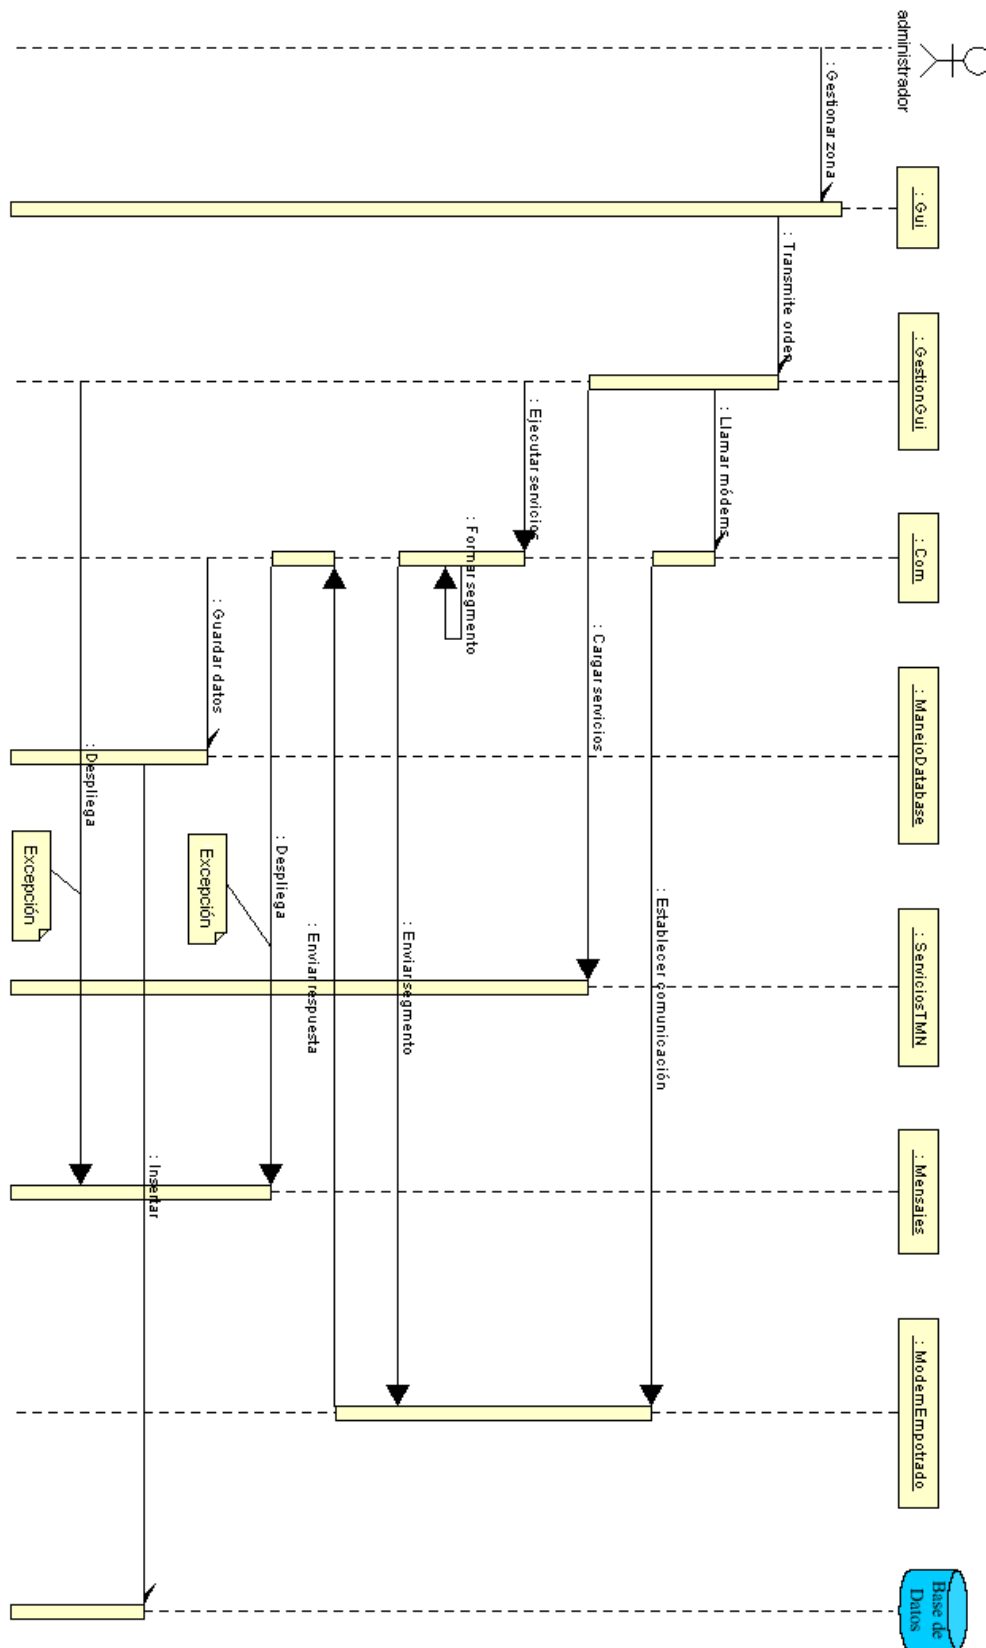 administrador
: Gui
: GestionGui
: Com
: ManejoDatabase
: ServiciosTMN
: Mensajes
: ModemEmpotrado
Base de
Datos
: Gestionar zona
: Transmite orden
: Llamar módems
: Establecer comunicación
: Cargar servicios
: Ejecutar servicios
: Formar segmento
: Enviar segmento
: Enviar respuesta
: Despliega
Excepción
: Guardar datos
: Insertar
: Despliega
Excepción